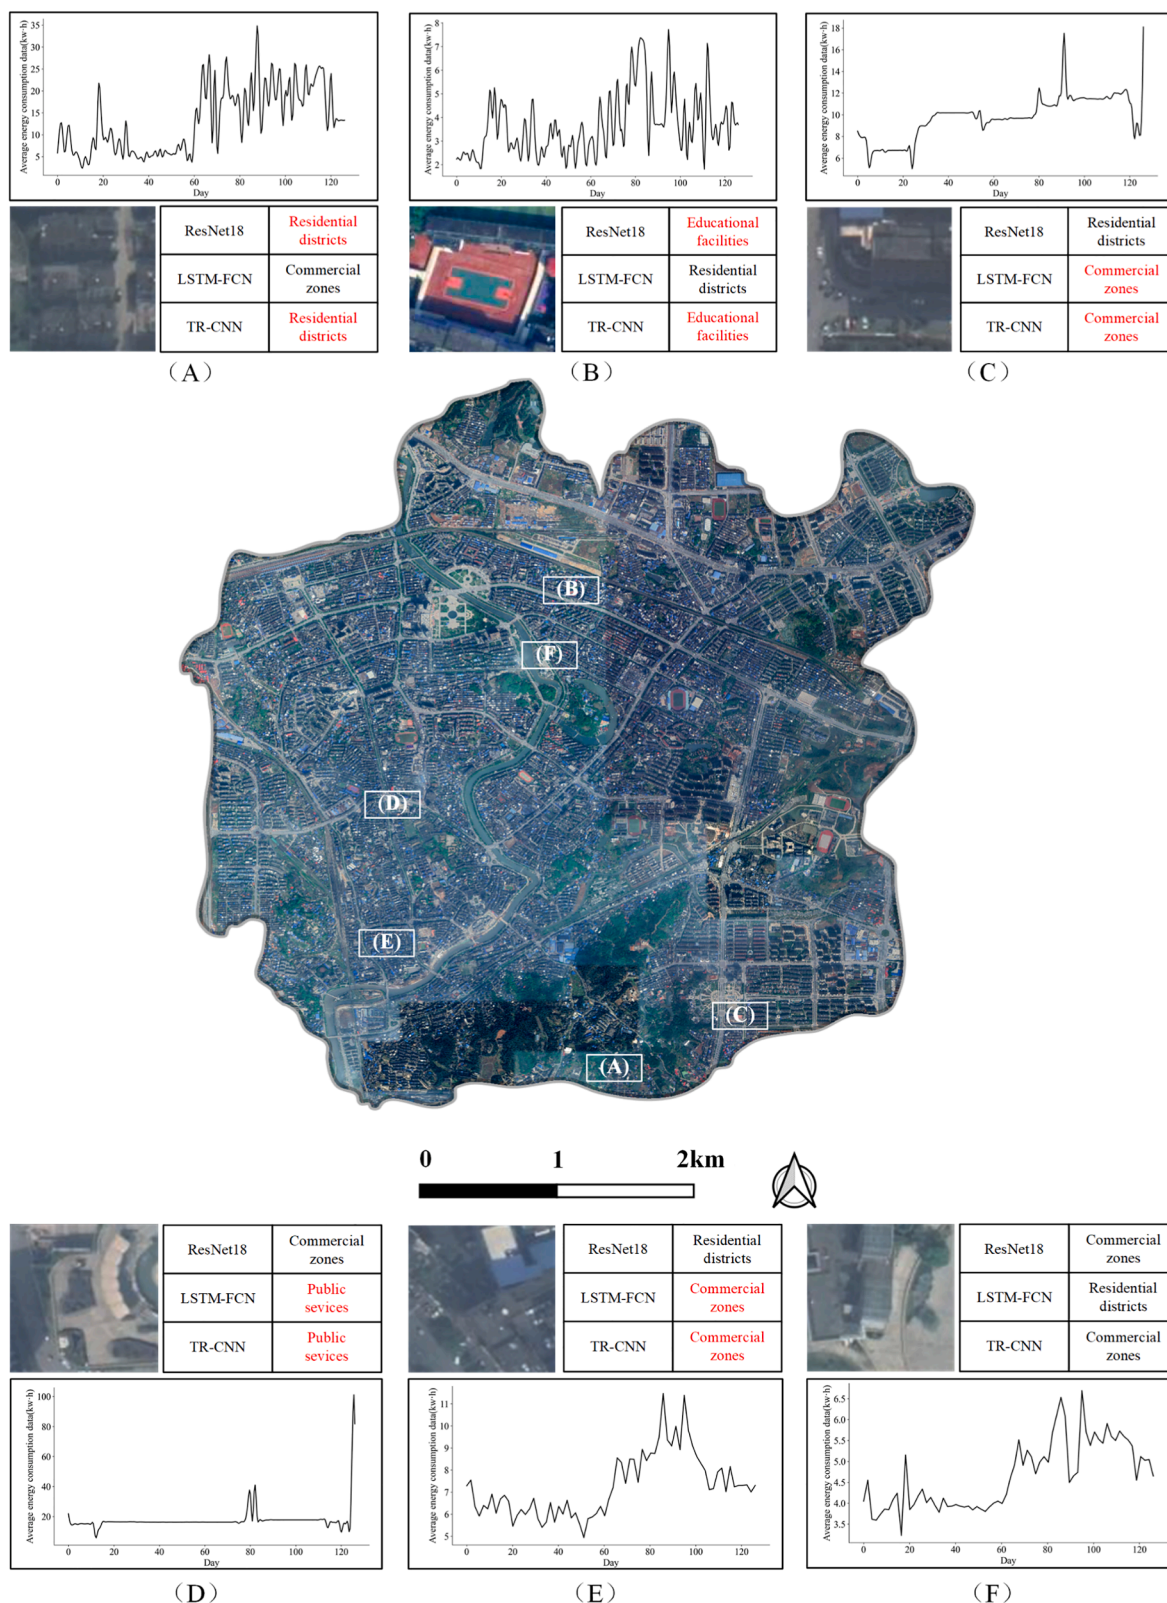 Average energy consumption data(kw·h)
35
30
25
20
15
10
5
0
20
40
60
80
100
120
Day
ResNet18
Residential
districts
LSTM-FCN
Commercial
zones
TR-CNN
Residential
districts
(A)
Average energy consumption data(kw·h)
8
7
6
5
4
3
2
0
20
40
60
80
100
120
Day
ResNet18
Educational
facilities
LSTM-FCN
Residential
districts
TR-CNN
Educational
facilities
(B)
Average energy consumption data(kw·h)
18
16
14
12
10
8
6
0
20
40
60
80
100
120
Day
ResNet18
Residential
districts
LSTM-FCN
Commercial
zones
TR-CNN
Commercial
zones
(C)
(B)
(F)
(D)
(E)
(C)
(A)
0
1
2km
ResNet18
Commercial
zones
LSTM-FCN
Public
sevices
TR-CNN
Public
sevices
Average energy consumption data(kw·h)
100
80
60
40
20
0
20
40
60
80
100
120
Day
(D)
ResNet18
Residential
districts
LSTM-FCN
Commercial
zones
TR-CNN
Commercial
zones
Average energy consumption data(kw·h)
11
10
9
8
7
6
5
0
20
40
60
80
100
120
Day
(E)
ResNet18
Commercial
zones
LSTM-FCN
Residential
districts
TR-CNN
Commercial
zones
Average energy consumption data(kw·h)
6.5
6.0
5.5
5.0
4.5
4.0
3.5
0
20
40
60
80
100
120
Day
(F)